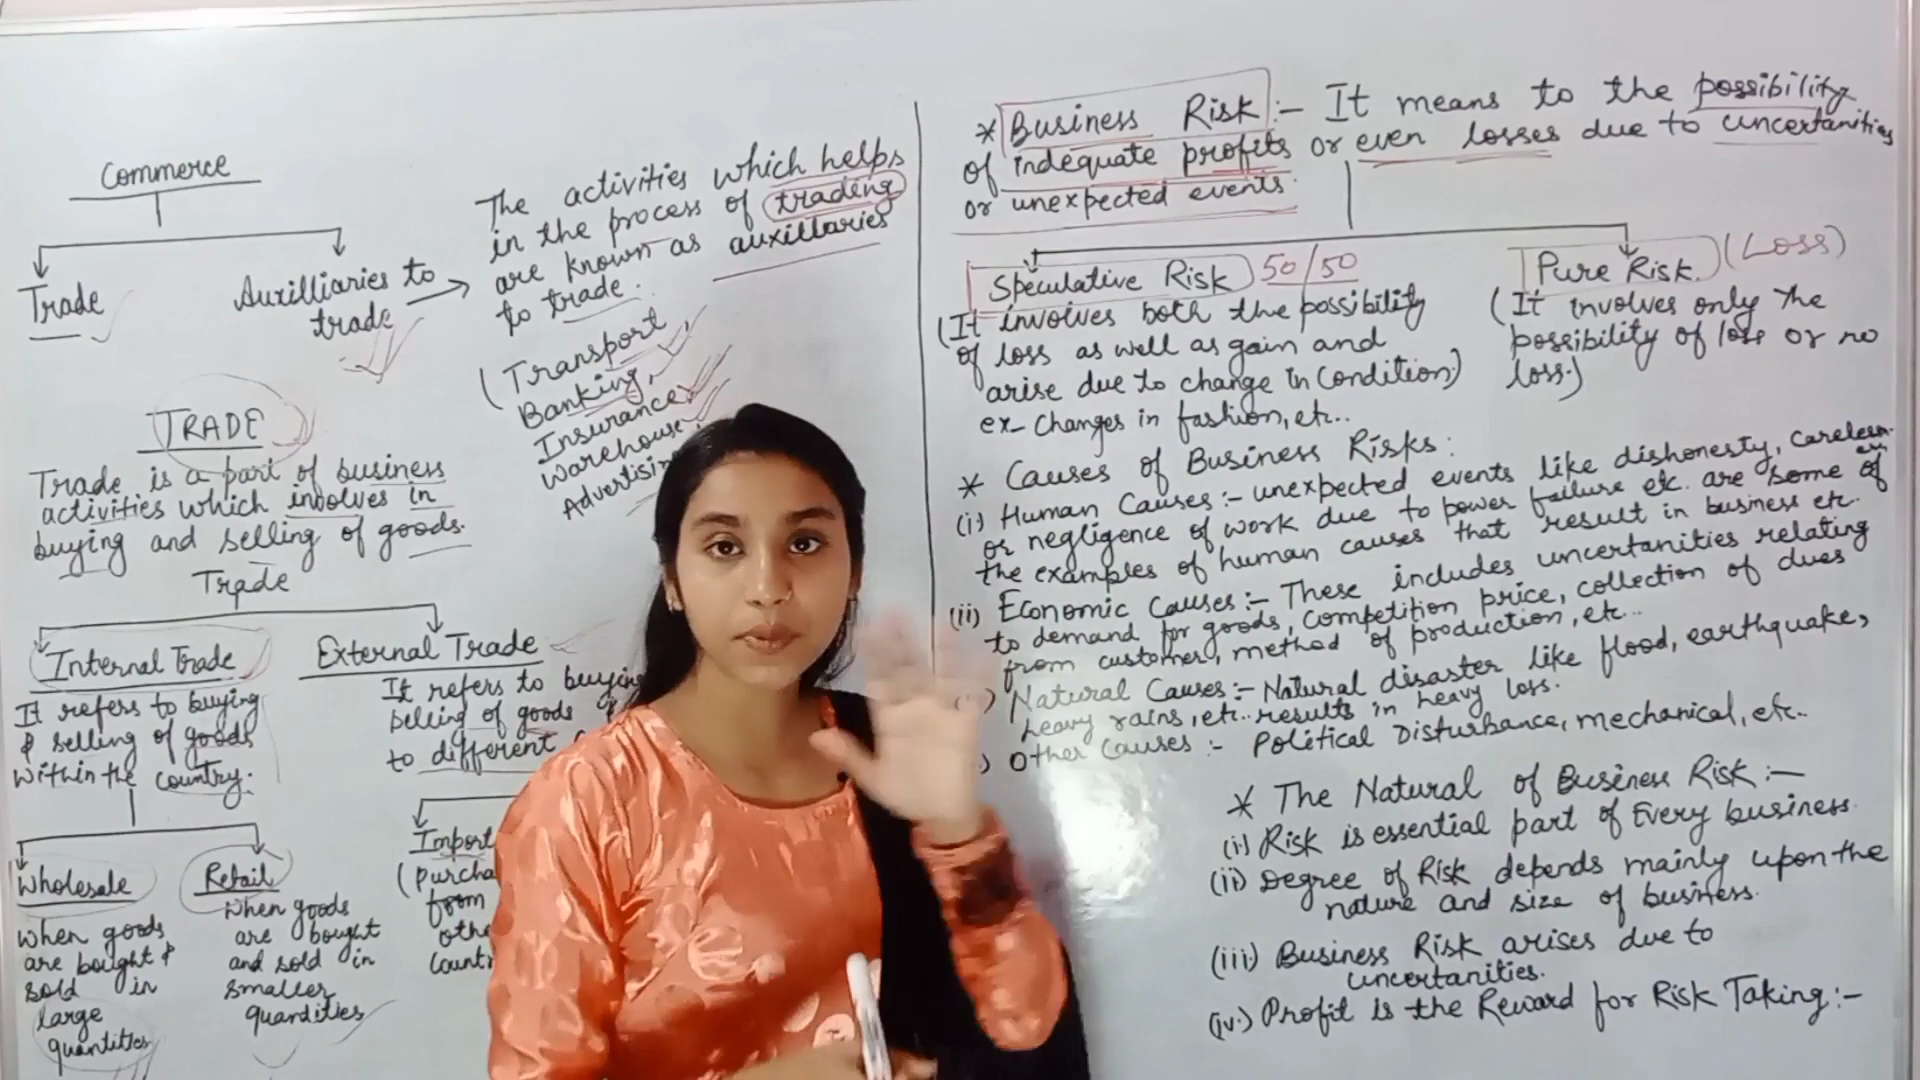 Commerce
Trade
Auxilliaries to
trade
The activities which helps
in the process of trading
are known as auxillaries
to trade.
(Transport,
Banking,
Insurance,
Warehouse,
TRADE
Trade is a part of business
activities which involves in
buying and selling of goods.
Trade
Internal Trade
It refers to buying
& selling of goods
within the country.
Wholesale
when goods
are bought &
sold in
large
quantities
Retail
when goods
are bought
and sold in
smaller
quantities
External Trade
It refers to buying
selling of goods
to different
Import
from
* Business Risk :- It means to the possibility
of indequate profits or even losses due to uncertanities
or unexpected events.
Speculative Risk 50/50
(It involves both the possibility
of loss as well as gain and
arise due to change in condition)
ex- Changes in fashion, etc..
Pure Risk. (Loss)
(It involves only the
possibility of loss or no
loss.)
* Causes of Business Risks:
(i) Human Causes :- unexpected events like dishonesty,
or negligence of work due to power failure etc. are some of
the examples of human causes that result in business etc.
(ii) Economic Causes :- These includes uncertanities relating
to demand for goods, competition price, collection of dues
from customer, method of production, etc..
Natural Causes :- Natural disaster like flood, earthquake,
heavy rains, etc.. results in heavy loss.
Other Causes :- Political Disturbance, mechanical, etc..
* The Natural of Business Risk :-
(i) Risk is essential part of Every business.
(ii) Degree of Risk depends mainly upon the
nature and size of business.
(iii) Business Risk arises due to
uncertanities.
(iv.) Profit is the Reward for Risk Taking :-